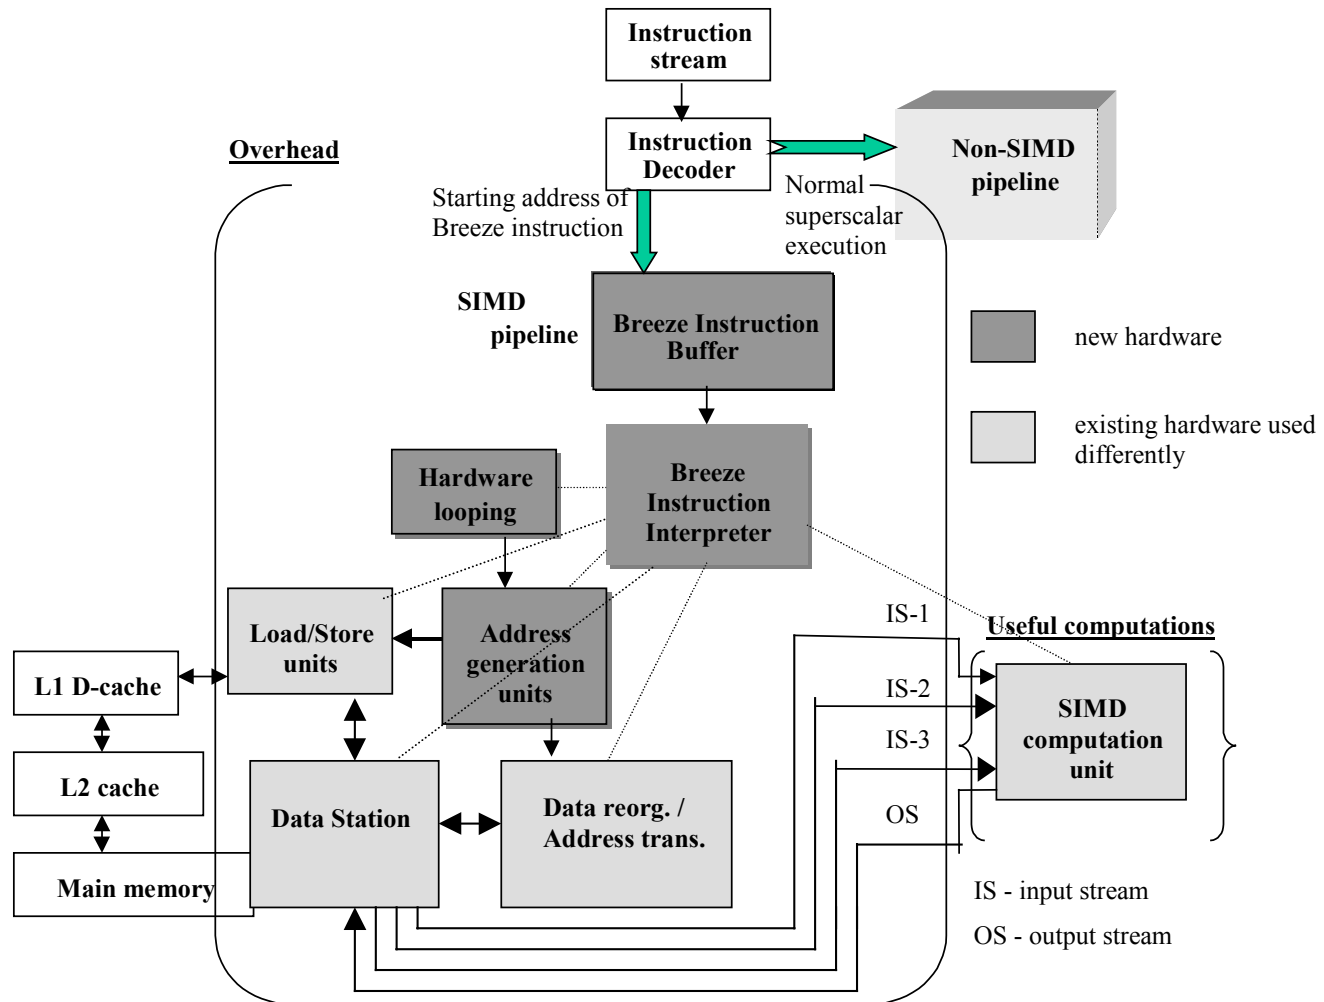 Instruction
stream
Instruction
Decoder
Non-SIMD
pipeline
Overhead
Starting address of
Breeze instruction
Normal
superscalar
execution
SIMD
pipeline
Breeze Instruction
Buffer
new hardware
existing hardware used
differently
Hardware
looping
Breeze
Instruction
Interpreter
Load/Store
units
Address
generation
units
IS-1
Useful computations
L1 D-cache
IS-2
SIMD
computation
unit
IS-3
L2 cache
Data Station
Data reorg. /
Address trans.
OS
Main memory
IS - input stream
OS - output stream